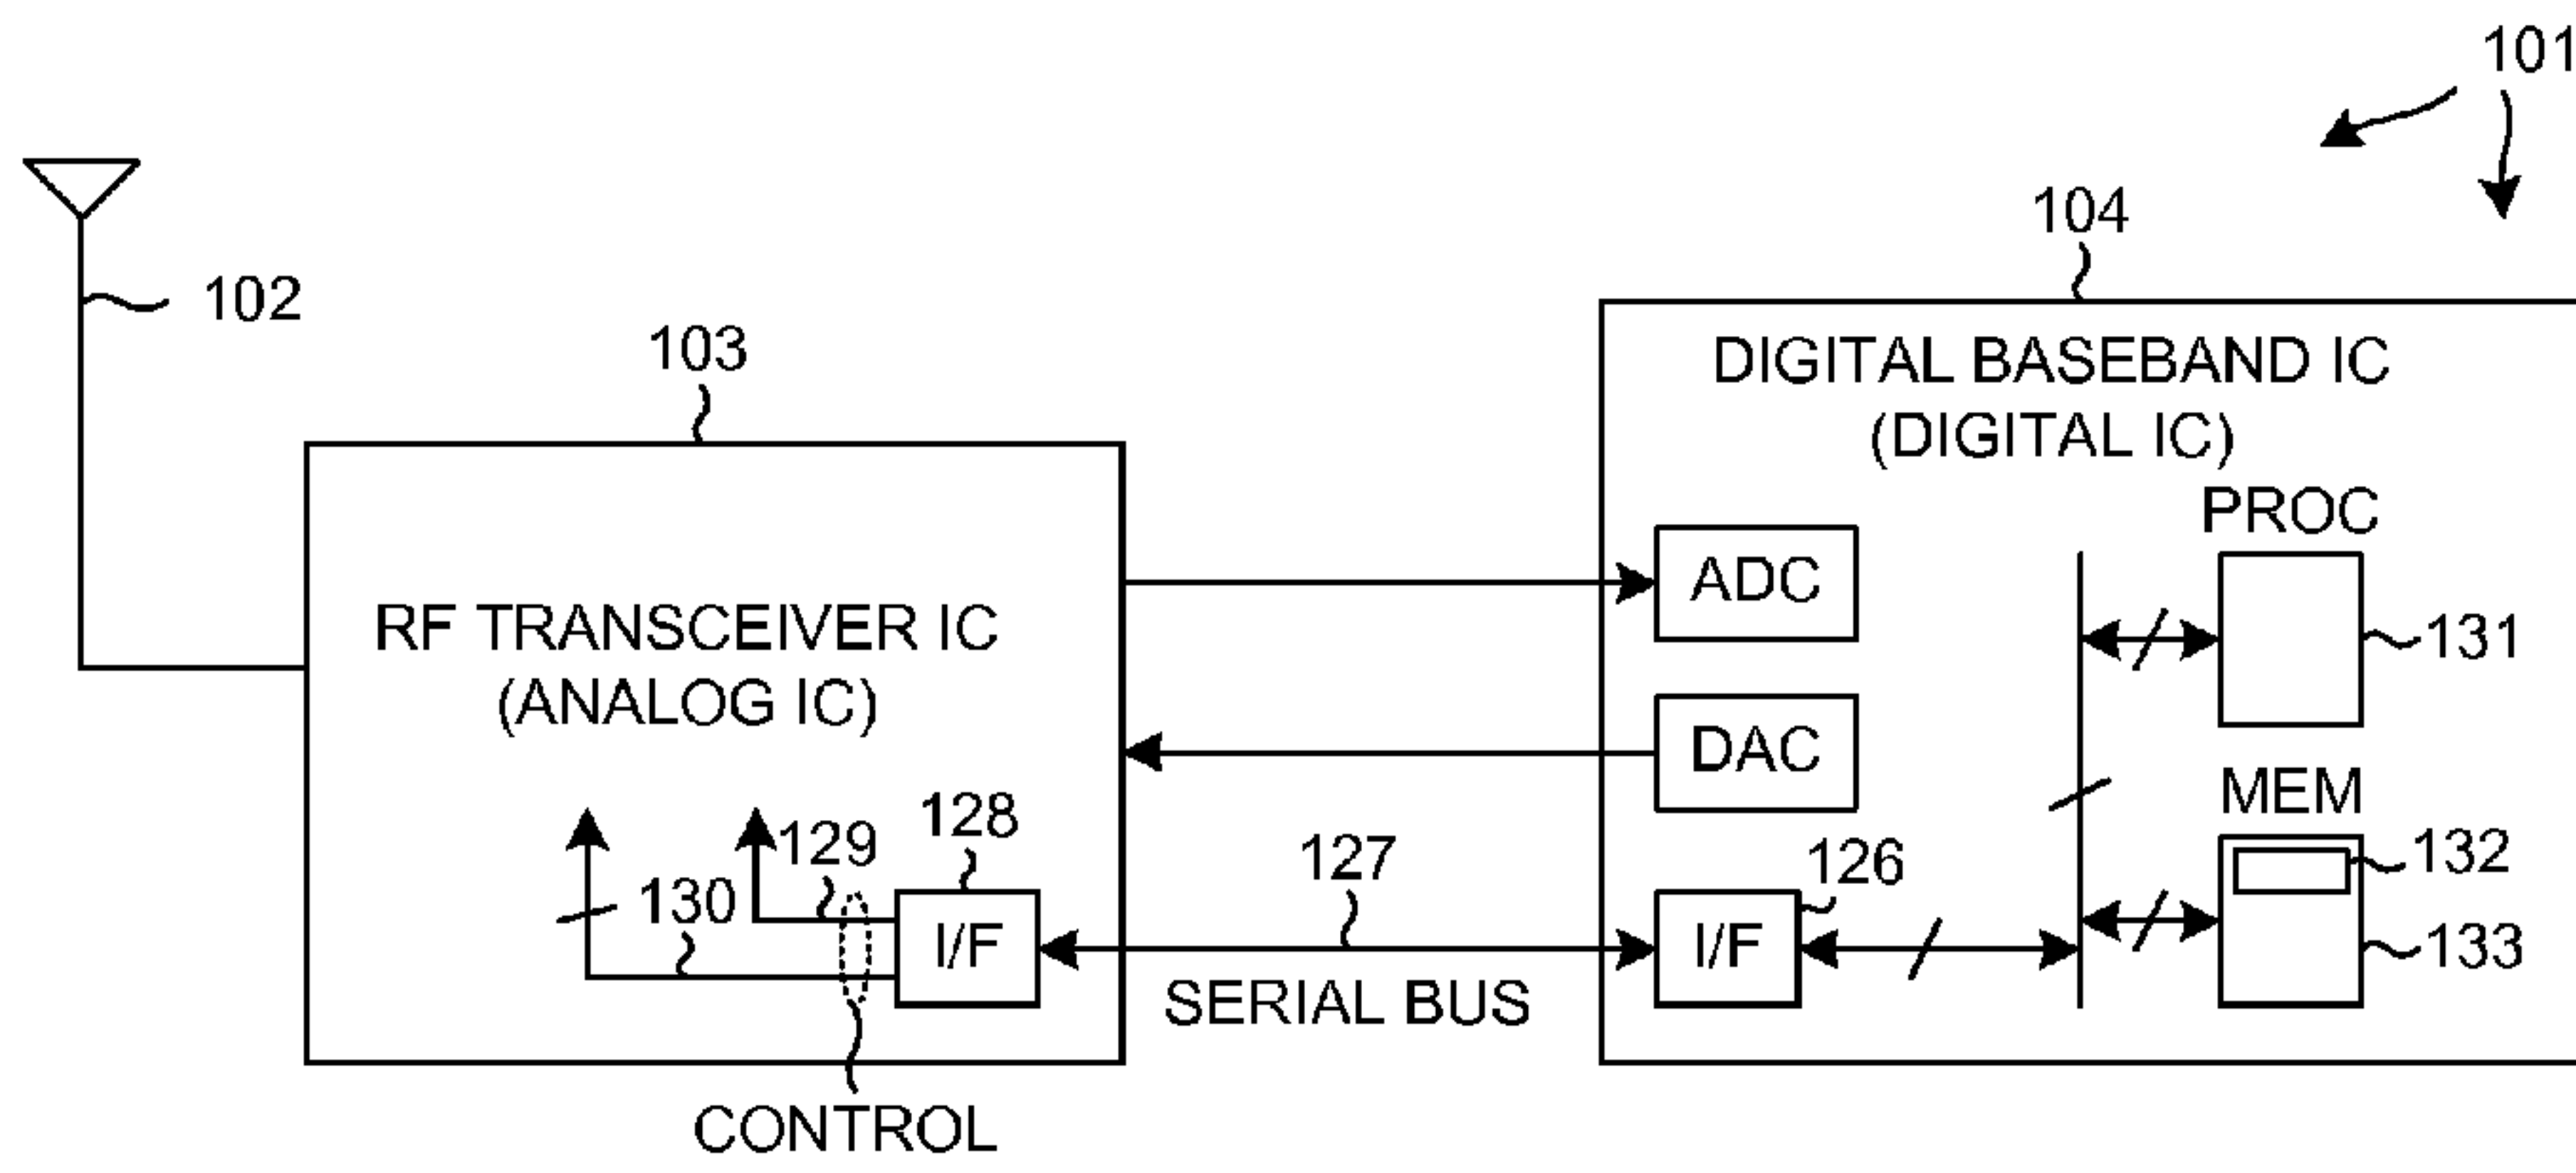 101
104
102
103
DIGITAL BASEBAND IC
(DIGITAL IC)
PROC
ADC
RF TRANSCEIVER IC
(ANALOG IC)
131
DAC
MEM
128
129
127
126
132
130
I/F
I/F
133
SERIAL BUS
CONTROL